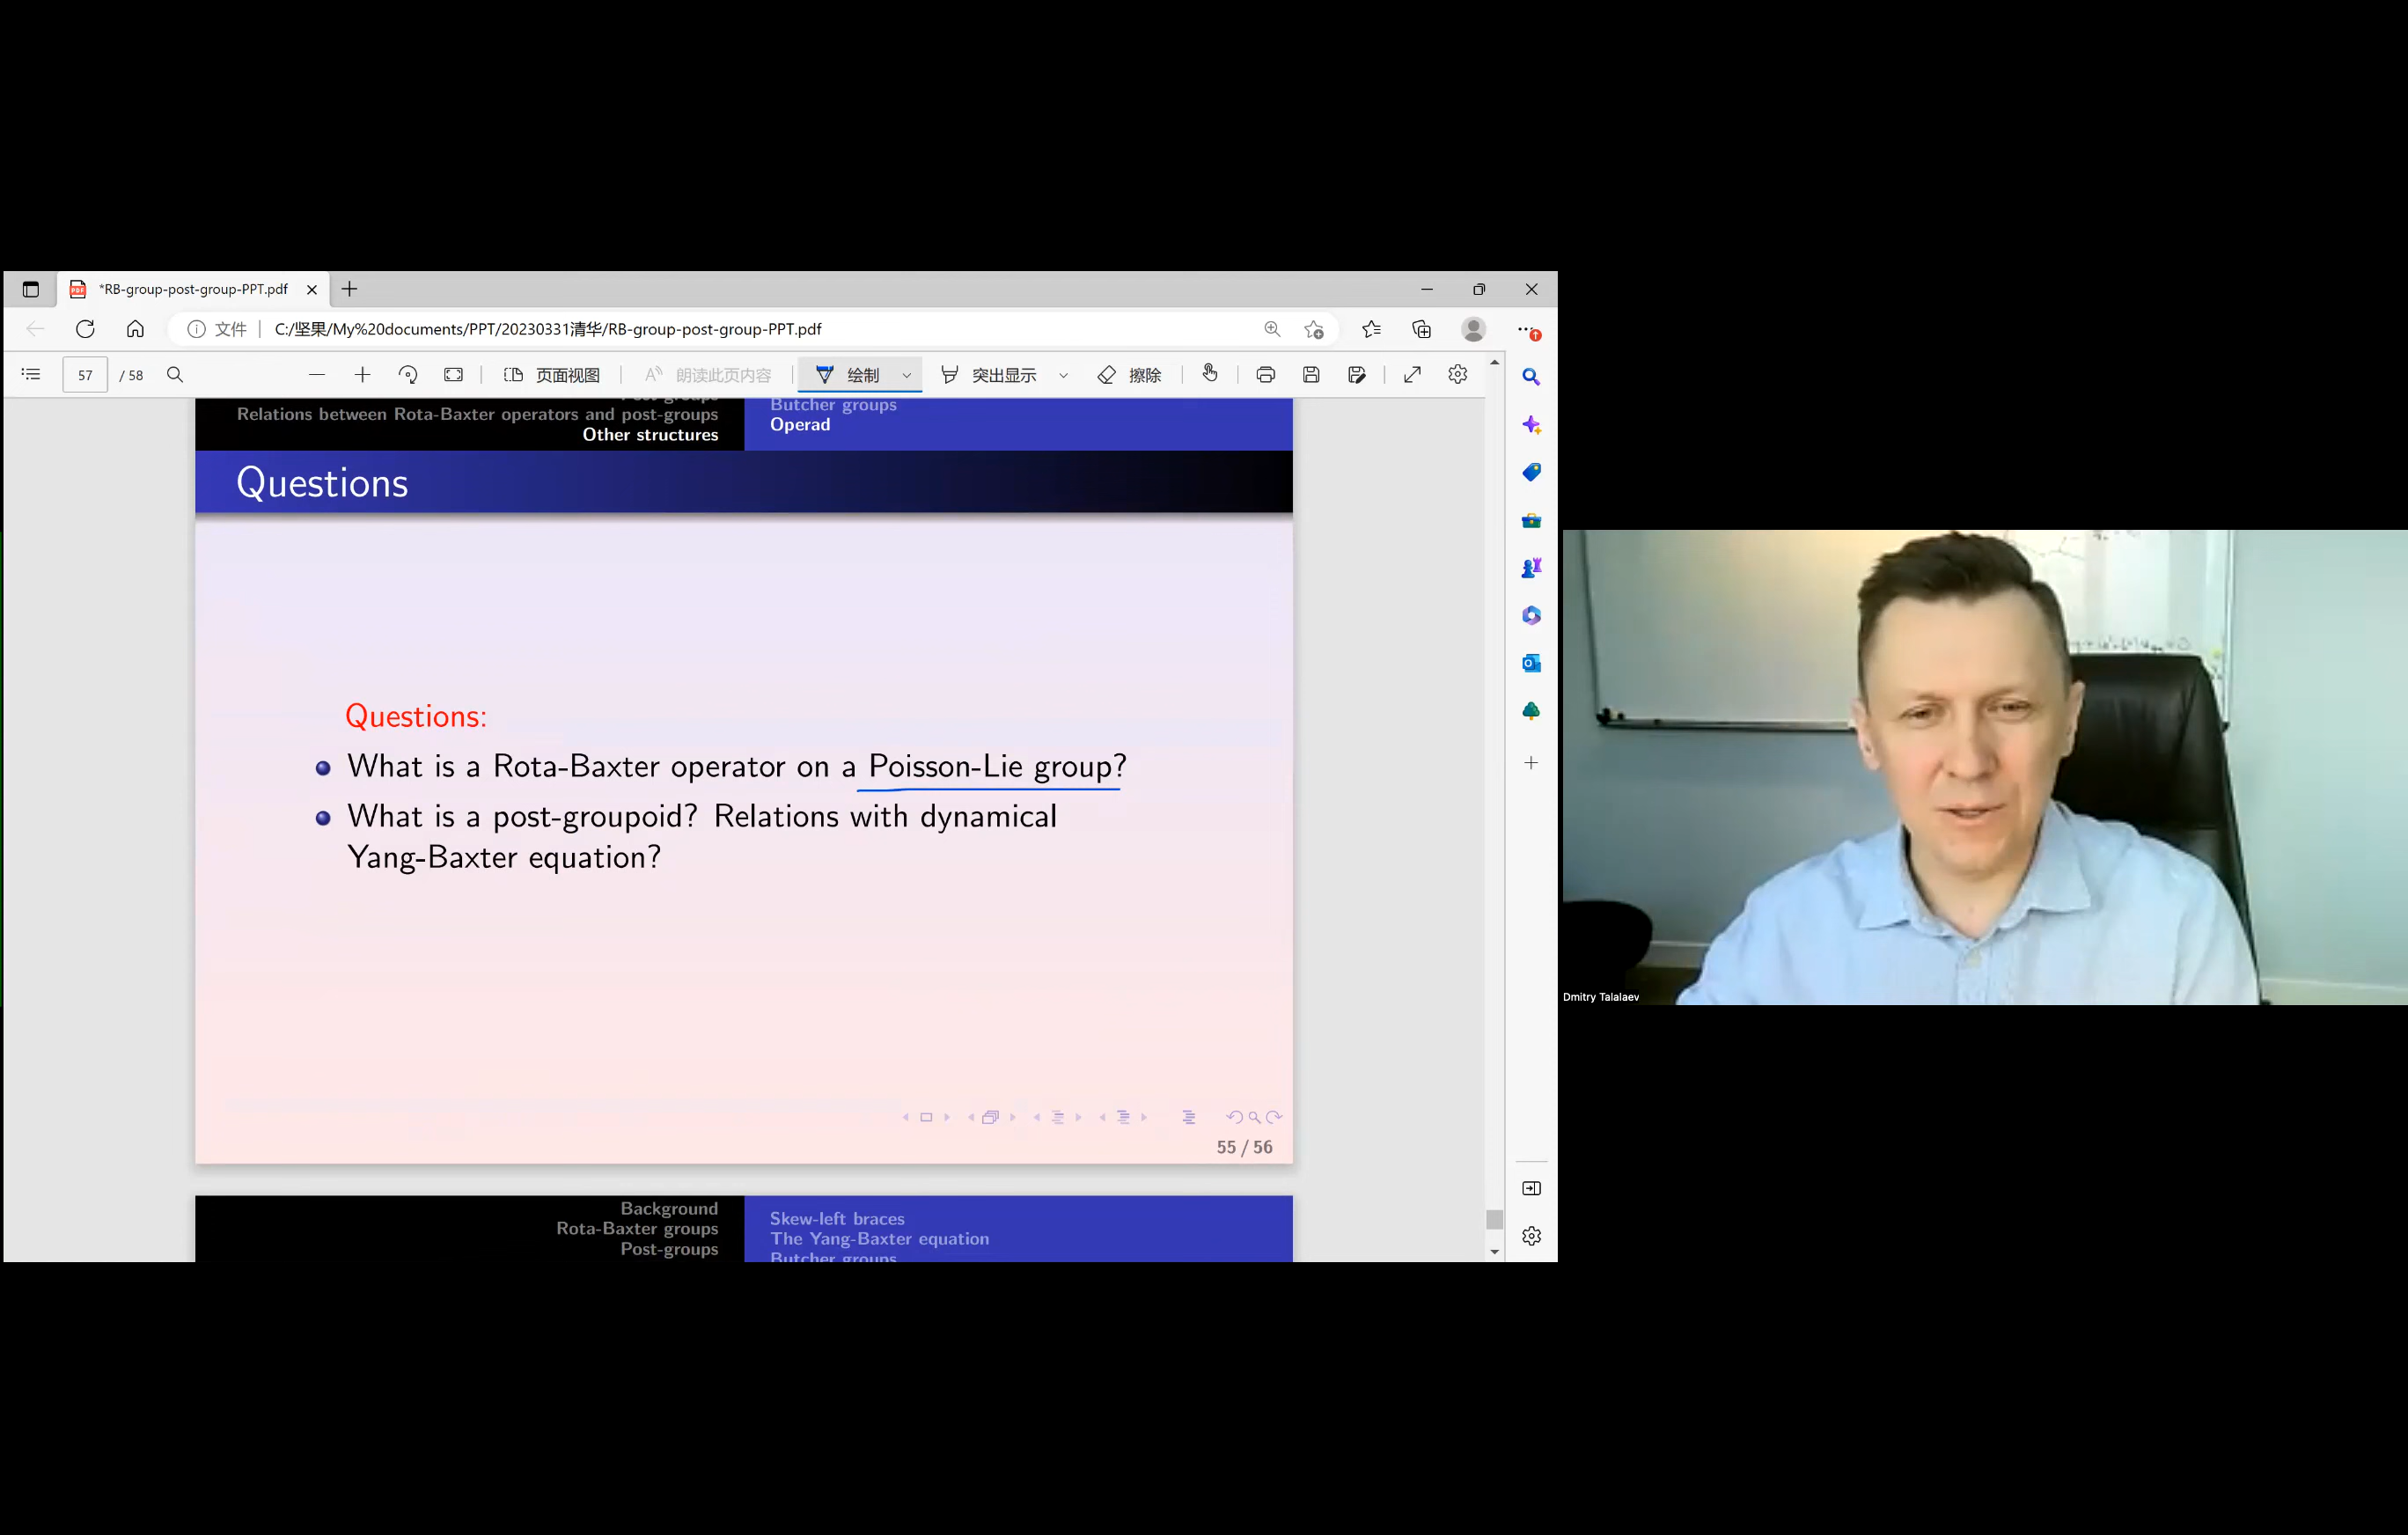 *RB-group-post-group-PPT.pdf
文件
C:/坚果/My%20documents/PPT/20230331清华/RB-group-post-group-PPT.pdf
57 / 58
页面视图
朗读此页内容
绘制
突出显示
擦除
Relations between Rota-Baxter operators and post-groups
Other structures
Butcher groups
Operad
Questions
Questions:
What is a Rota-Baxter operator on a Poisson-Lie group?
What is a post-groupoid? Relations with dynamical
Yang-Baxter equation?
55 / 56
Background
Rota-Baxter groups
Post-groups
Skew-left braces
The Yang-Baxter equation
Butcher groups
Dmitry Talalaev